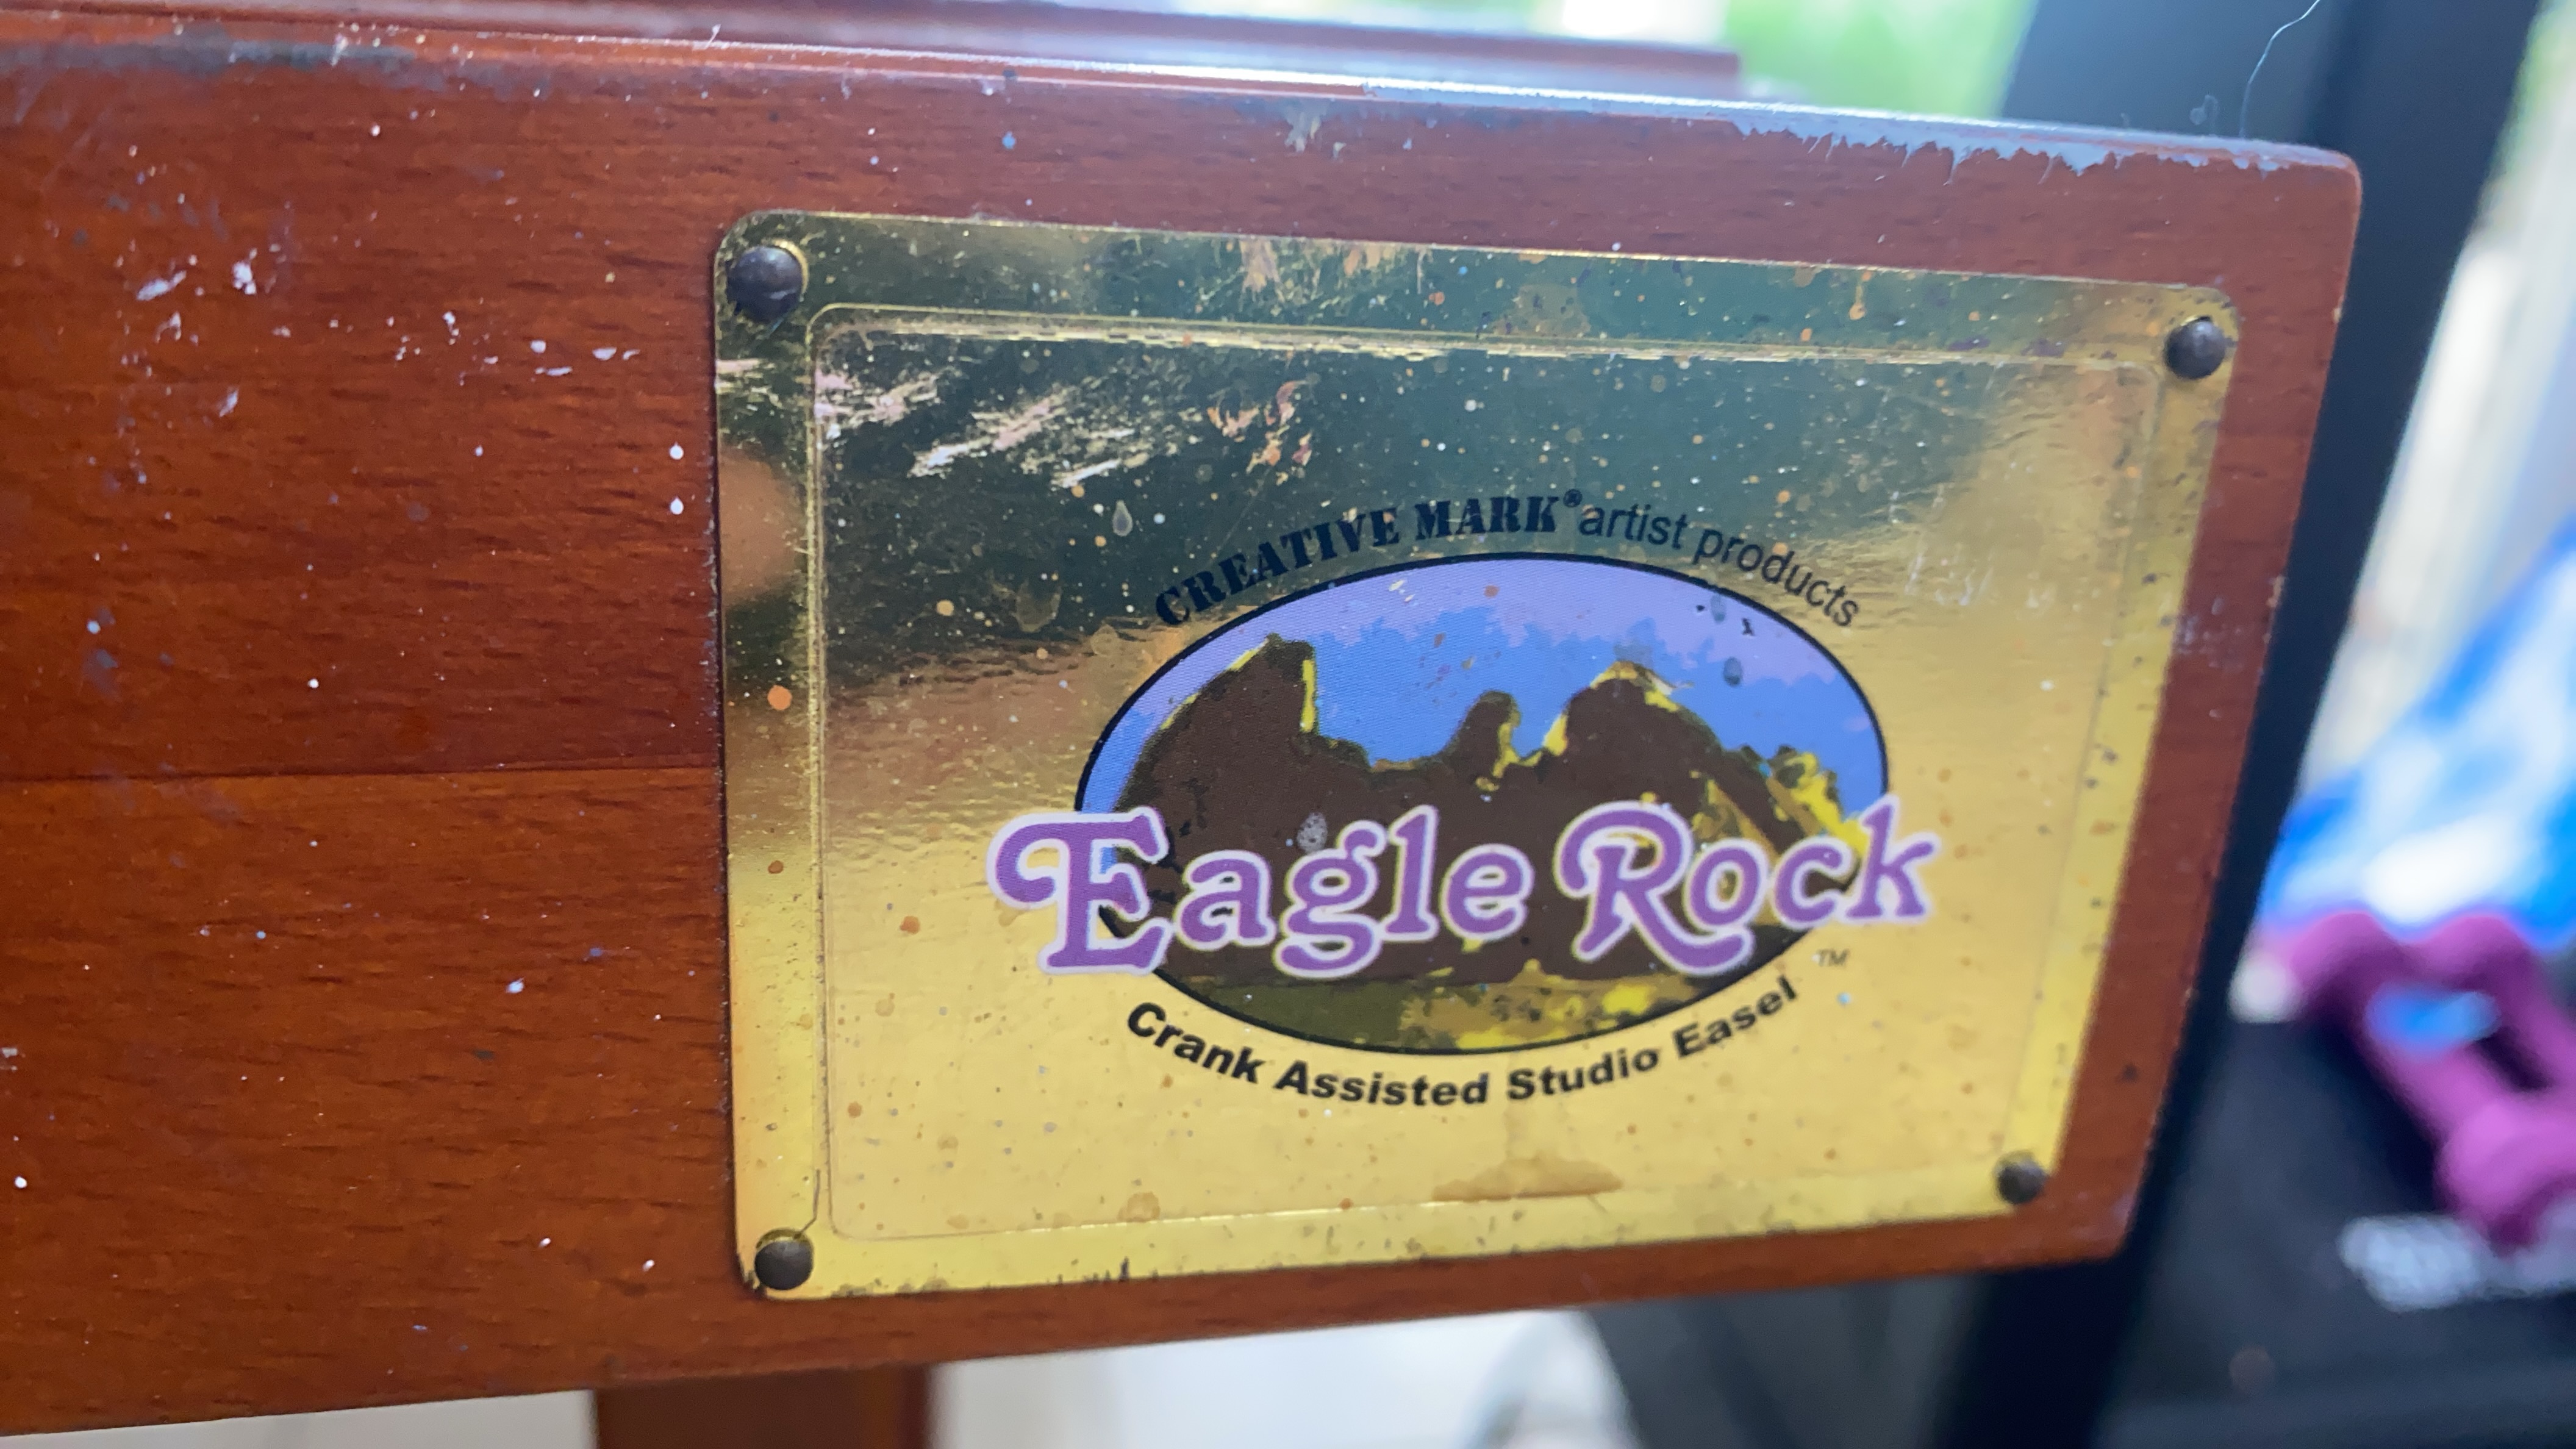 CREATIVE MARK® artist products
Eagle Rock™
Crank Assisted Studio Easel